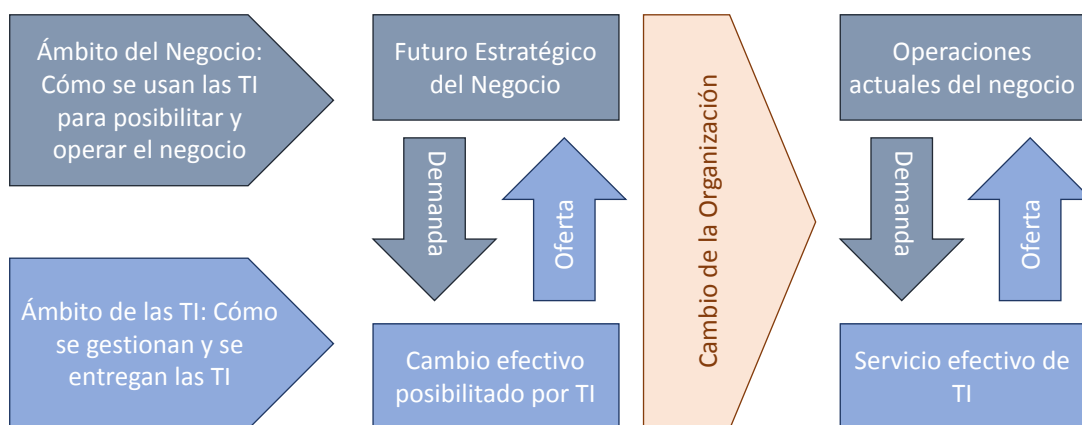 Ámbito del Negocio:
Cómo se usan las TI
para posibilitar y
operar el negocio
Futuro Estratégico
del Negocio
Operaciones
actuales del negocio
Demanda
Oferta
Cambio de la Organización
Demanda
Oferta
Ámbito de las TI: Cómo
se gestionan y se
entregan las TI
Cambio efectivo
posibilitado por TI
Servicio efectivo de
TI